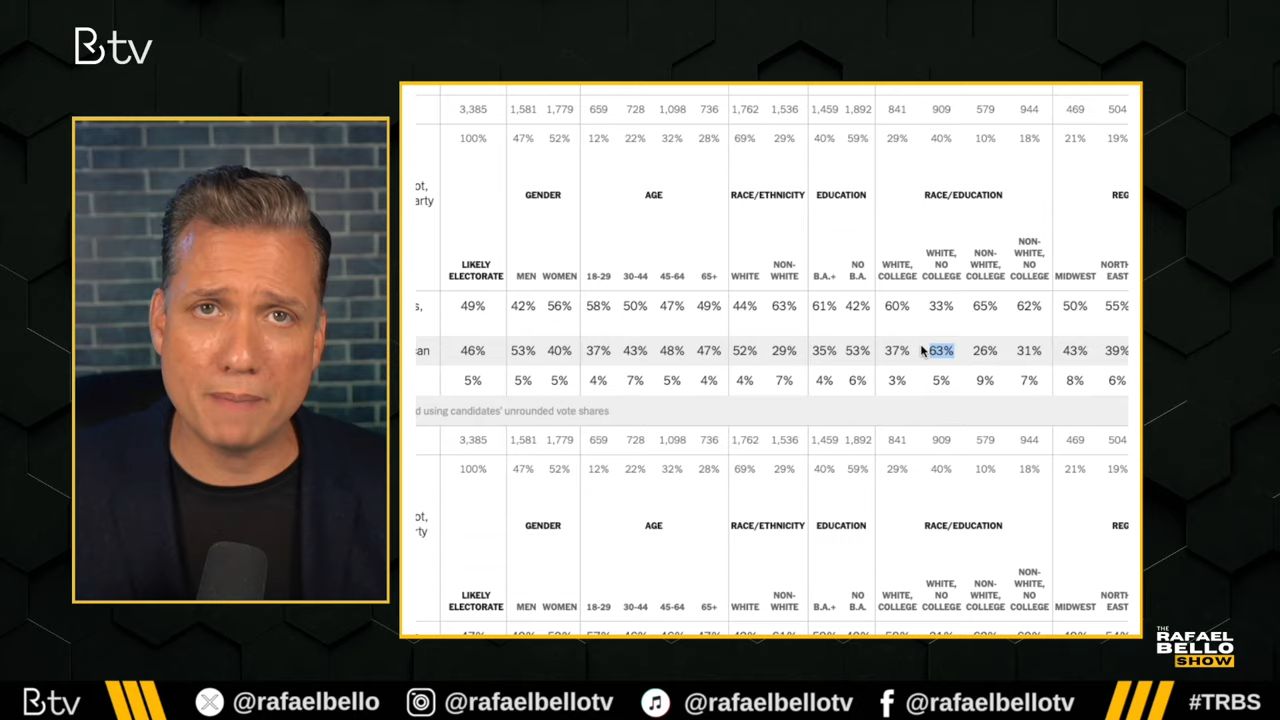 Btv
3,385 1,581 1,779 659 728 1,098 736 1,762 1,536 1,459 1,892 841 909 579 944 469 504
100% 47% 52% 12% 22% 32% 28% 69% 29% 40% 59% 29% 40% 10% 18% 21% 19%
ot,
arty
GENDER AGE RACE/ETHNICITY EDUCATION RACE/EDUCATION REG
LIKELY
ELECTORATE
MEN WOMEN 18-29 30-44 45-64 65+ WHITE
NON-
WHITE
B.A.+
NO
B.A.
WHITE,
COLLEGE
WHITE,
NO
COLLEGE
NON-
WHITE,
COLLEGE
NON-
WHITE,
NO
COLLEGE
MIDWEST
NORTH
EAST
s, 49% 42% 56% 58% 50% 47% 49% 44% 63% 61% 42% 60% 33% 65% 62% 50% 55%
can 46% 53% 40% 37% 43% 48% 47% 52% 29% 35% 53% 37% 63% 26% 31% 43% 39%
5% 5% 5% 4% 7% 5% 4% 4% 7% 4% 6% 3% 5% 9% 7% 8% 6%
d using candidates' unrounded vote shares
3,385 1,581 1,779 659 728 1,098 736 1,762 1,536 1,459 1,892 841 909 579 944 469 504
100% 47% 52% 12% 22% 32% 28% 69% 29% 40% 59% 29% 40% 10% 18% 21% 19%
ot,
rty
GENDER AGE RACE/ETHNICITY EDUCATION RACE/EDUCATION REG
LIKELY
ELECTORATE
MEN WOMEN 18-29 30-44 45-64 65+ WHITE
NON-
WHITE
B.A.+
NO
B.A.
WHITE,
COLLEGE
WHITE,
NO
COLLEGE
NON-
WHITE,
COLLEGE
NON-
WHITE,
NO
COLLEGE
MIDWEST
NORTH
EAST
THE
RAFAEL
BELLO
SHOW
Btv @rafaelbello @rafaelbellotv @rafaelbellotv @rafaelbellotv #TRBS